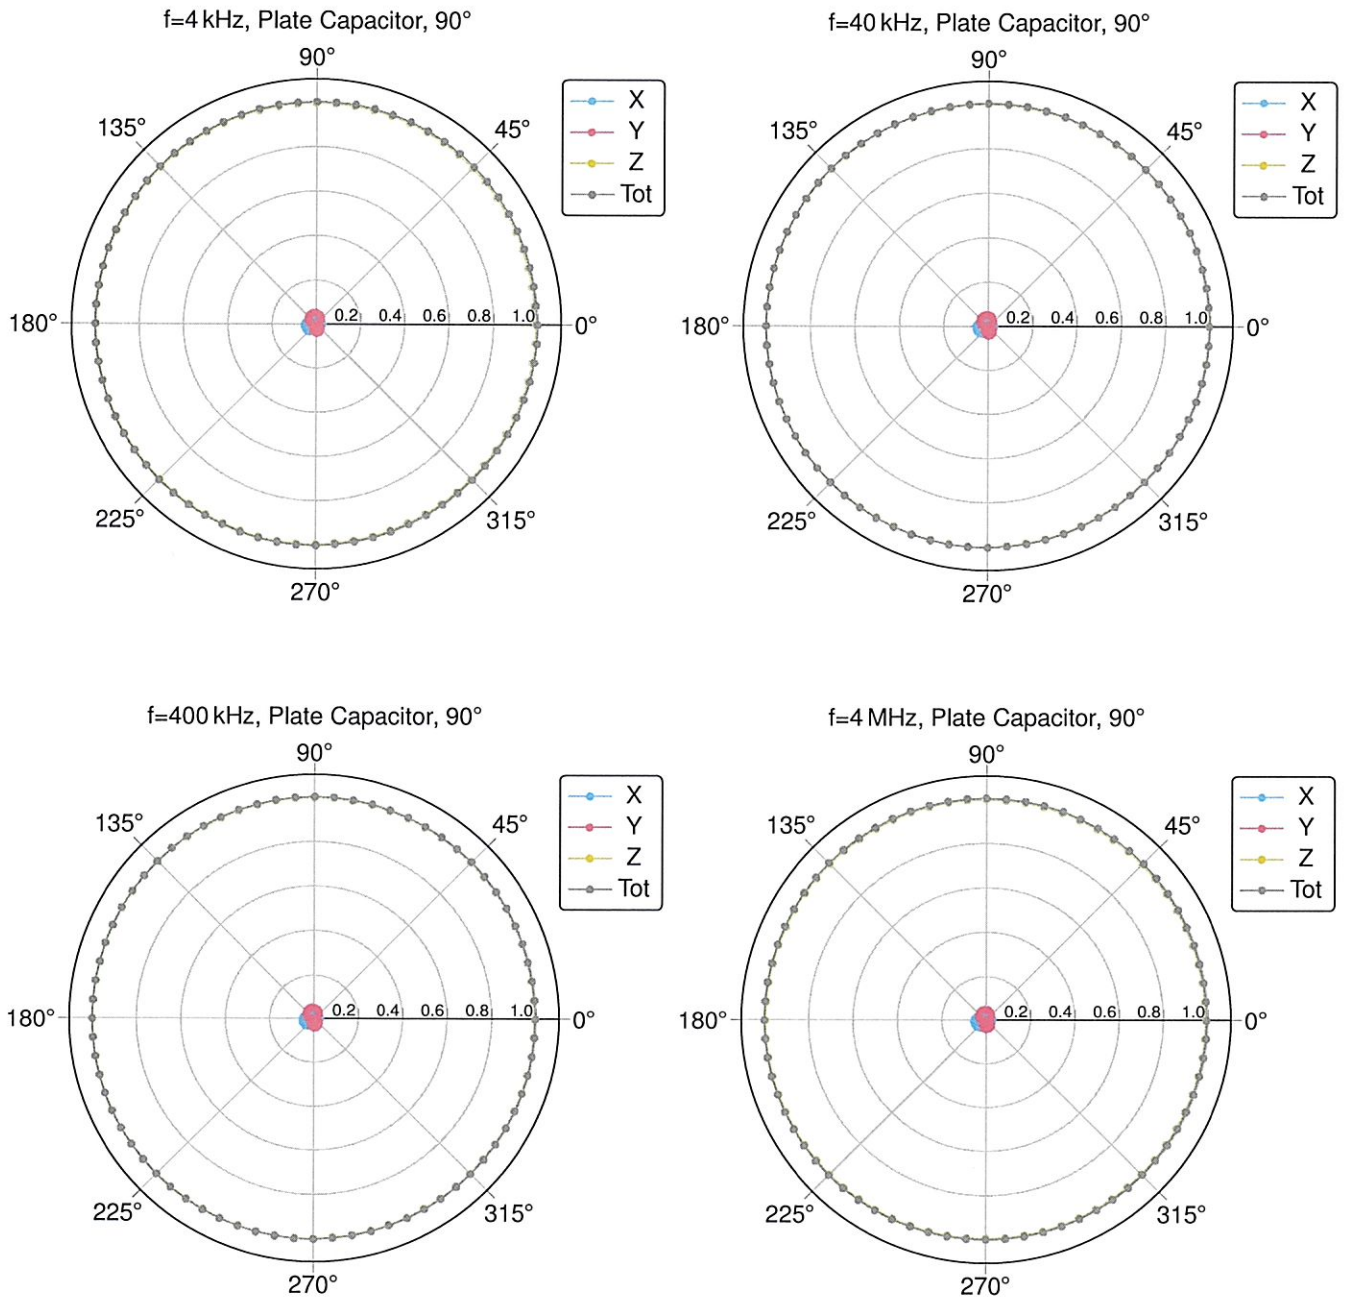 f=4 kHz, Plate Capacitor, 90°
90°
135°
45°
180°
0.2 0.4 0.6 0.8 1.0
0°
225°
315°
270°
X
Y
Z
Tot
f=40 kHz, Plate Capacitor, 90°
90°
135°
45°
180°
0.2 0.4 0.6 0.8 1.0
0°
225°
315°
270°
X
Y
Z
Tot
f=400 kHz, Plate Capacitor, 90°
90°
135°
45°
180°
0.2 0.4 0.6 0.8 1.0
0°
225°
315°
270°
X
Y
Z
Tot
f=4 MHz, Plate Capacitor, 90°
90°
135°
45°
180°
0.2 0.4 0.6 0.8 1.0
0°
225°
315°
270°
X
Y
Z
Tot